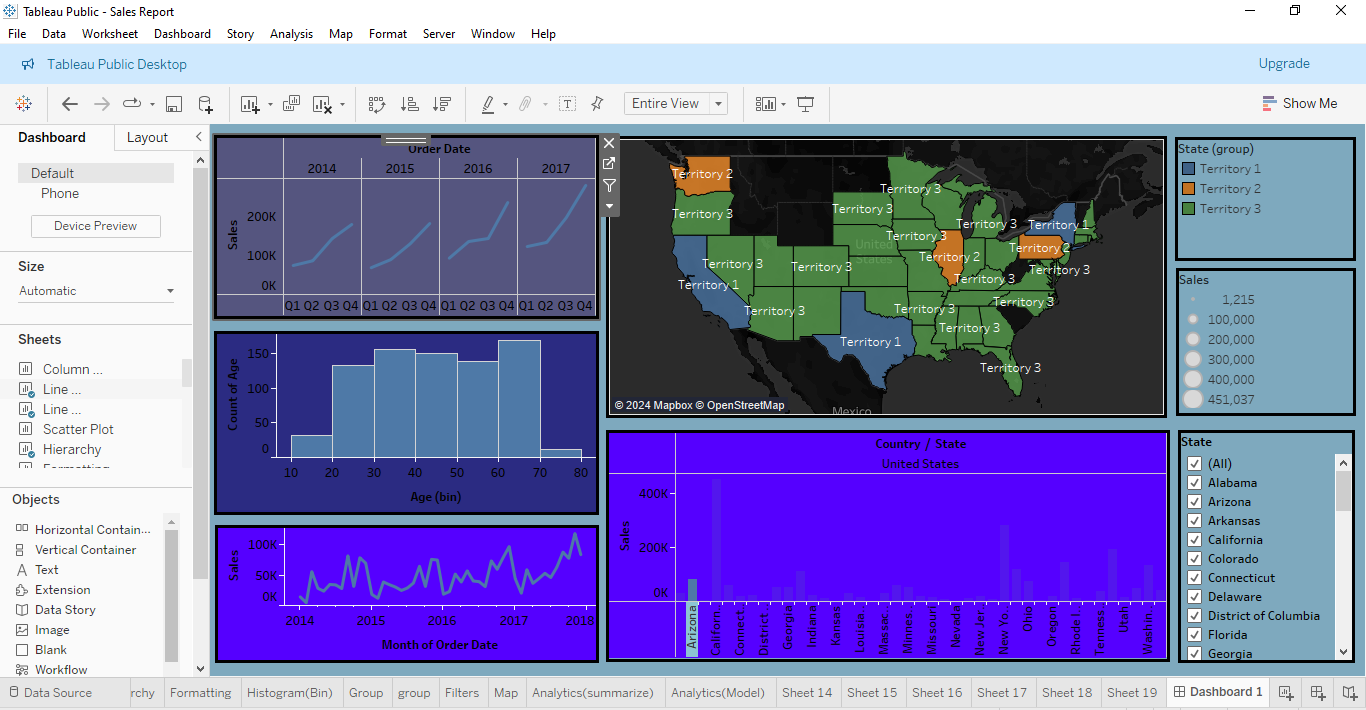 Tableau Public - Sales Report
File Data Worksheet Dashboard Story Analysis Map Format Server Window Help
Tableau Public Desktop
Upgrade
Entire View
Show Me
Dashboard
Layout
Default
Phone
Device Preview
Size
Automatic
Sheets
Column ...
Line ...
Line ...
Scatter Plot
Hierarchy
Formatting
Objects
Horizontal Contain...
Vertical Container
Text
Extension
Data Story
Image
Blank
Workflow
Order Date
2014 2015 2016 2017
Sales
200K
100K
0K
Q1 Q2 Q3 Q4 Q1 Q2 Q3 Q4 Q1 Q2 Q3 Q4 Q1 Q2 Q3 Q4
Count of Age
150
100
50
0
10 20 30 40 50 60 70 80
Age (bin)
Sales
100K
50K
0K
2014 2015 2016 2017 2018
Month of Order Date
Territory 2
Territory 3
Territory 3
Territory 3
Territory 3
Territory 1
Territory 3
United
States
Territory 2
Territory 2
Territory 3
Territory 3
Territory 3
Territory 1
Territory 3
Territory 3
Territory 3
Territory 3
Territory 3
Territory 3
Territory 1
Territory 3
© 2024 Mapbox © OpenStreetMap
Mexico
Country / State
United States
Sales
400K
200K
0K
Arizona
Californ..
Connect..
District ..
Georgia
Indiana
Kansas
Louisia..
Massac..
Minnes..
Missouri
Nevada
New Jer..
New Yo..
Ohio
Oregon
Rhode I..
Tenness..
Utah
Washin..
State (group)
Territory 1
Territory 2
Territory 3
Sales
1,215
100,000
200,000
300,000
400,000
451,037
State
(All)
Alabama
Arizona
Arkansas
California
Colorado
Connecticut
Delaware
District of Columbia
Florida
Georgia
Data Source rchy Formatting Histogram(Bin) Group group Filters Map Analytics(summarize) Analytics(Model) Sheet 14 Sheet 15 Sheet 16 Sheet 17 Sheet 18 Sheet 19 Dashboard 1